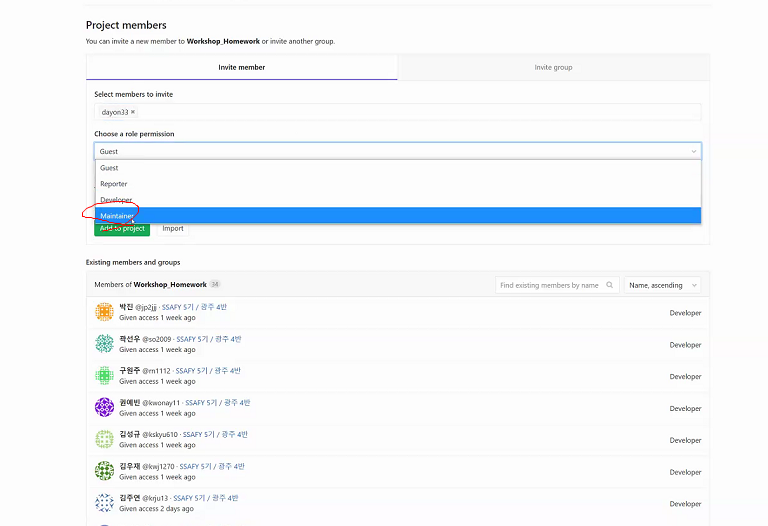 Project members
You can invite a new member to Workshop_Homework or invite another group.
Invite member
Invite group
Select members to invite
dayon33 ×
Choose a role permission
Guest
Guest
Reporter
Developer
Maintainer
Add to project
Import
Existing members and groups
Members of Workshop_Homework 34
Find existing members by name
Name, ascending
박찬 @jp2jjj · SSAFY 5기 / 광주 4반
Given access 1 week ago
Developer
곽선우 @so2009 · SSAFY 5기 / 광주 4반
Given access 1 week ago
Developer
구원주 @rn1112 · SSAFY 5기 / 광주 4반
Given access 1 week ago
Developer
권예빈 @kwonay11 · SSAFY 5기 / 광주 4반
Given access 1 week ago
Developer
김성규 @kskyu610 · SSAFY 5기 / 광주 4반
Given access 1 week ago
Developer
김우재 @kwj1270 · SSAFY 5기 / 광주 4반
Given access 1 week ago
Developer
김주연 @krju13 · SSAFY 5기 / 광주 4반
Given access 2 days ago
Developer